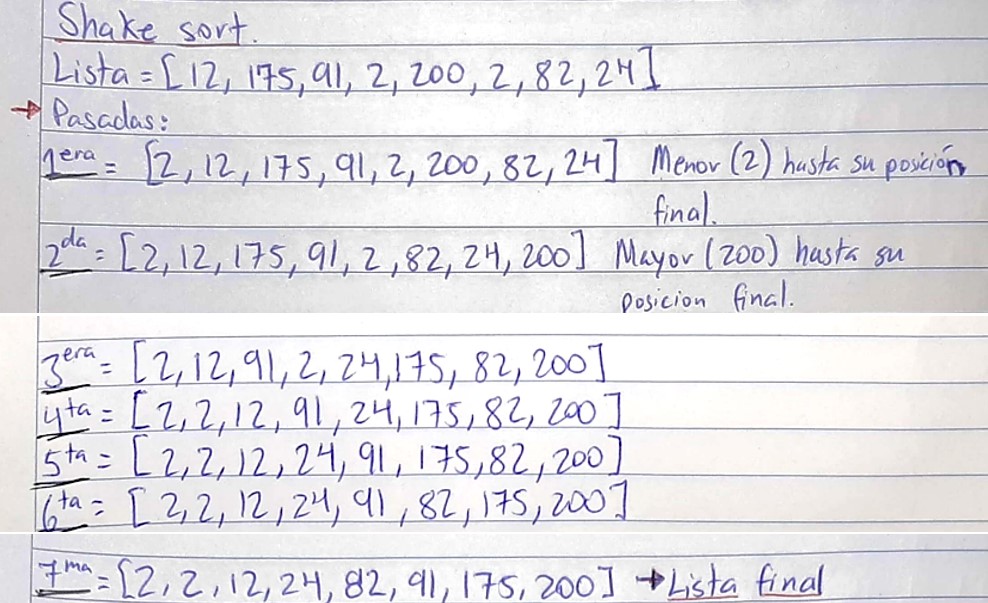 Shake sort.
Lista = [12, 175, 91, 2, 200, 2, 82, 24]
→ Pasadas:
1era = [2, 12, 175, 91, 2, 200, 82, 24] Menor (2) hasta su posición
final.
2da = [2, 12, 175, 91, 2, 82, 24, 200] Mayor (200) hasta su
posicion final.
3era = [2, 12, 91, 2, 24, 175, 82, 200]
4ta = [2, 2, 12, 91, 24, 175, 82, 200]
5ta = [2, 2, 12, 24, 91, 175, 82, 200]
6ta = [2, 2, 12, 24, 91, 82, 175, 200]
7ma = [2, 2, 12, 24, 82, 91, 175, 200] → Lista final